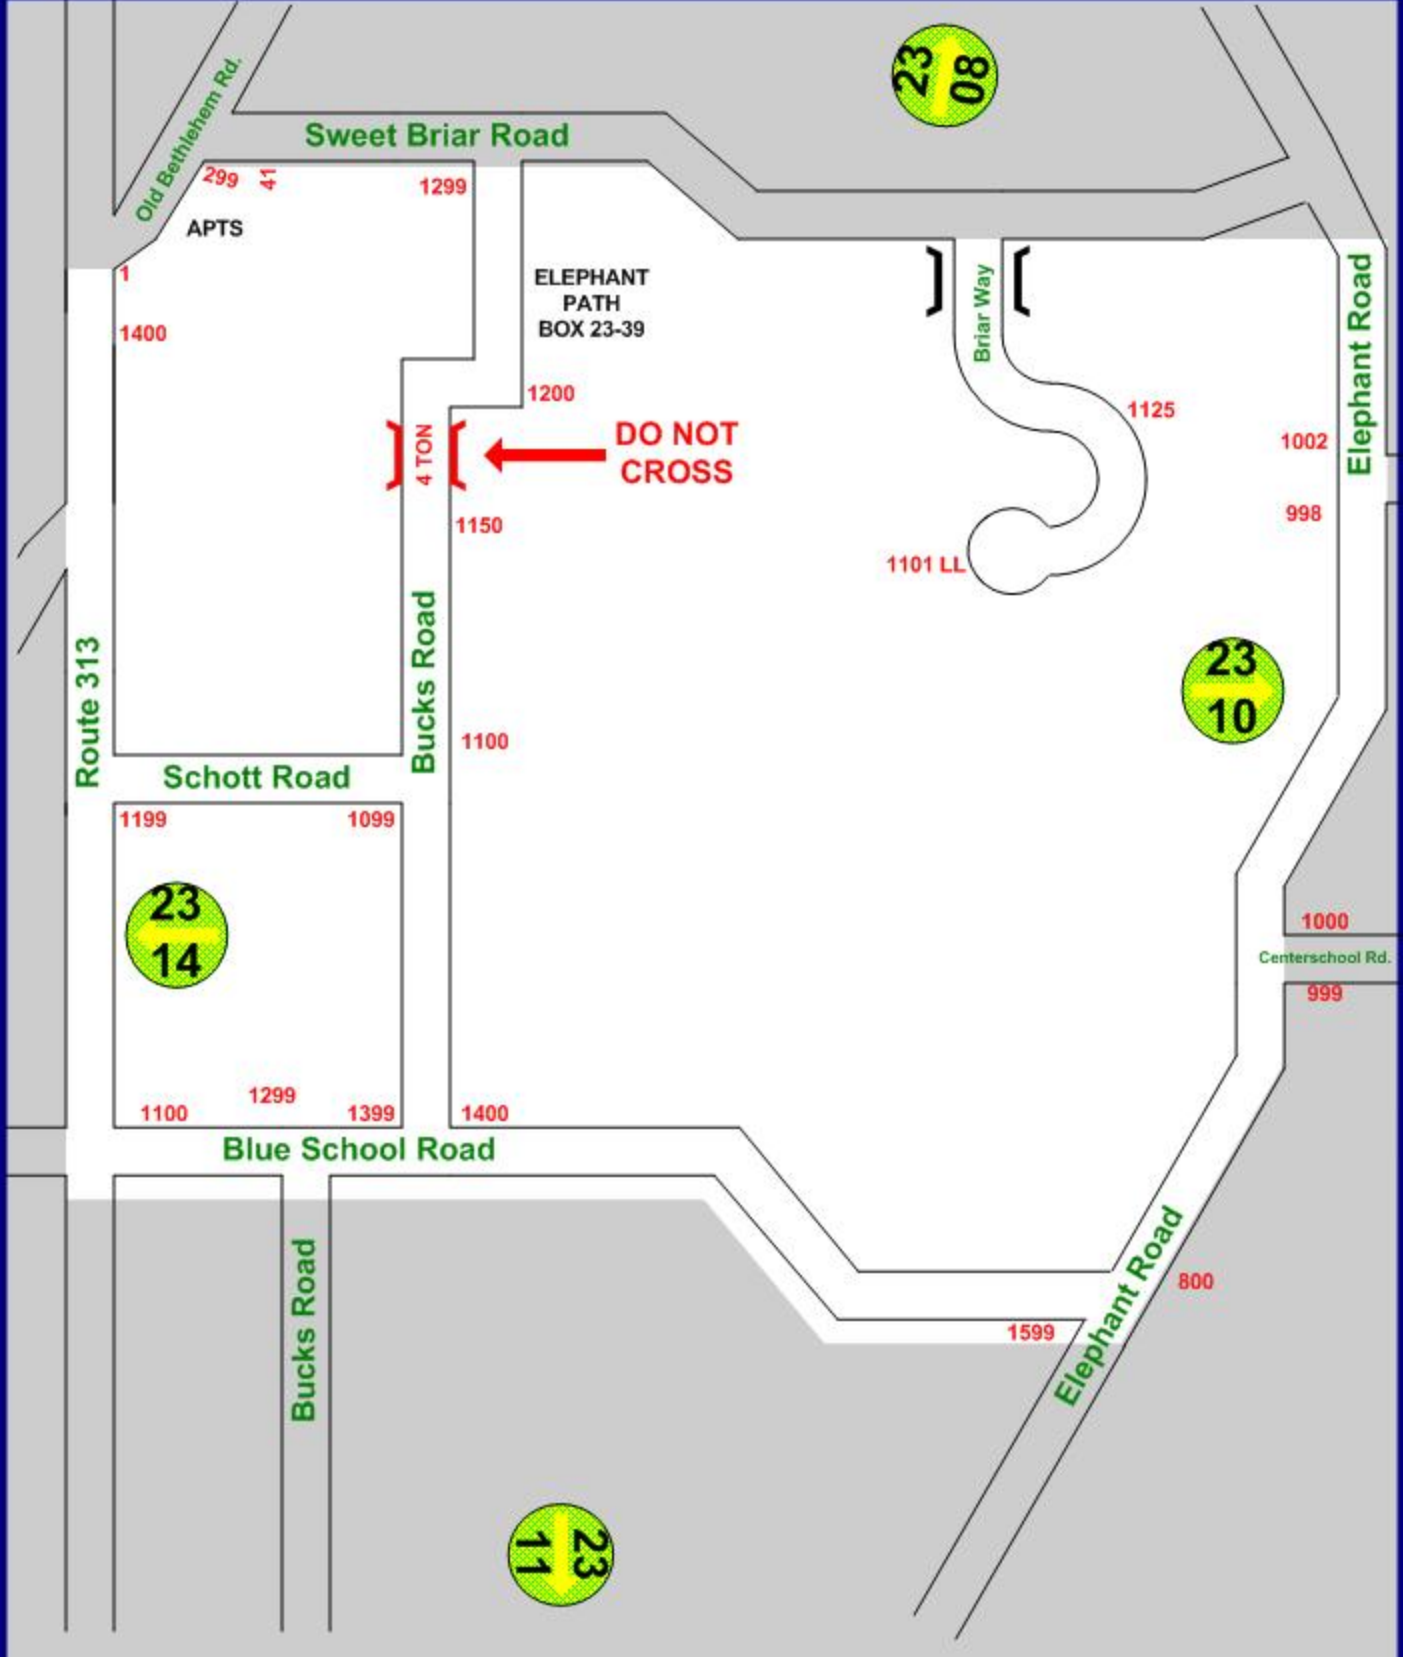 23
08
Old Bethlehem Rd.
Sweet Briar Road
299
41
1299
APTS
1
1400
ELEPHANT
PATH
BOX 23-39
Briar Way
Elephant Road
1200
1125
4 TON
DO NOT
CROSS
1002
998
1150
1101 LL
Route 313
Bucks Road
23
10
1100
Schott Road
1199
1099
23
14
1000
Centerschool Rd.
999
1299
1100
1399
1400
Blue School Road
Bucks Road
Elephant Road
800
1599
23
11